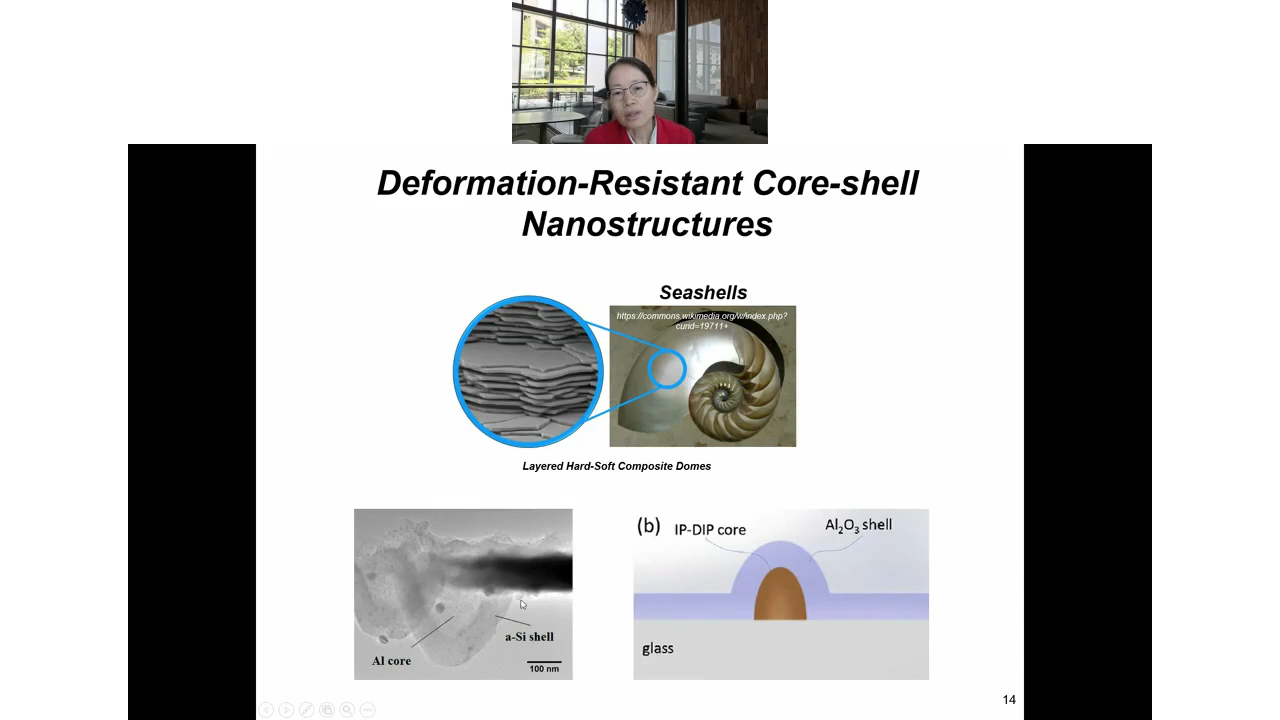 Deformation-Resistant Core-shell
Nanostructures
Seashells
https://commons.wikimedia.org/w/index.php?
curid=19711+
Layered Hard-Soft Composite Domes
Al core
a-Si shell
100 nm
(b)
IP-DIP core
Al₂O₃ shell
glass
14